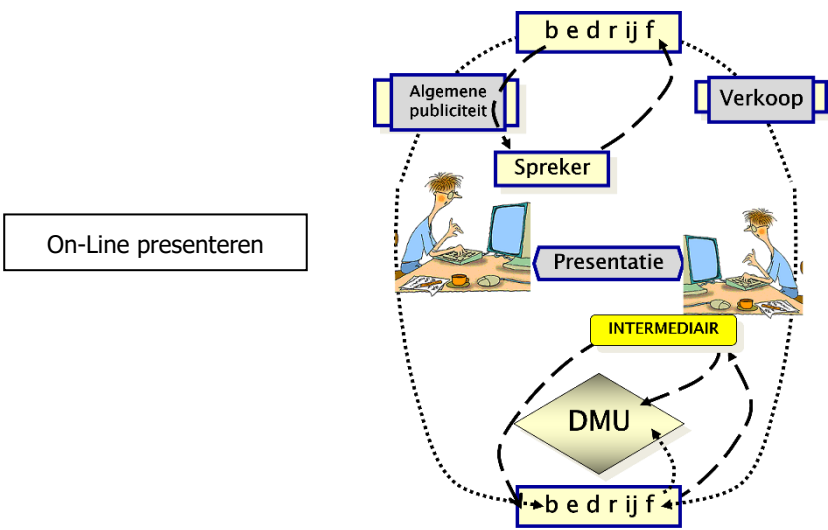 b e d r ij f
Algemene
publiciteit
Verkoop
Spreker
On-Line presenteren
Presentatie
INTERMEDIAIR
DMU
b e d r ij f